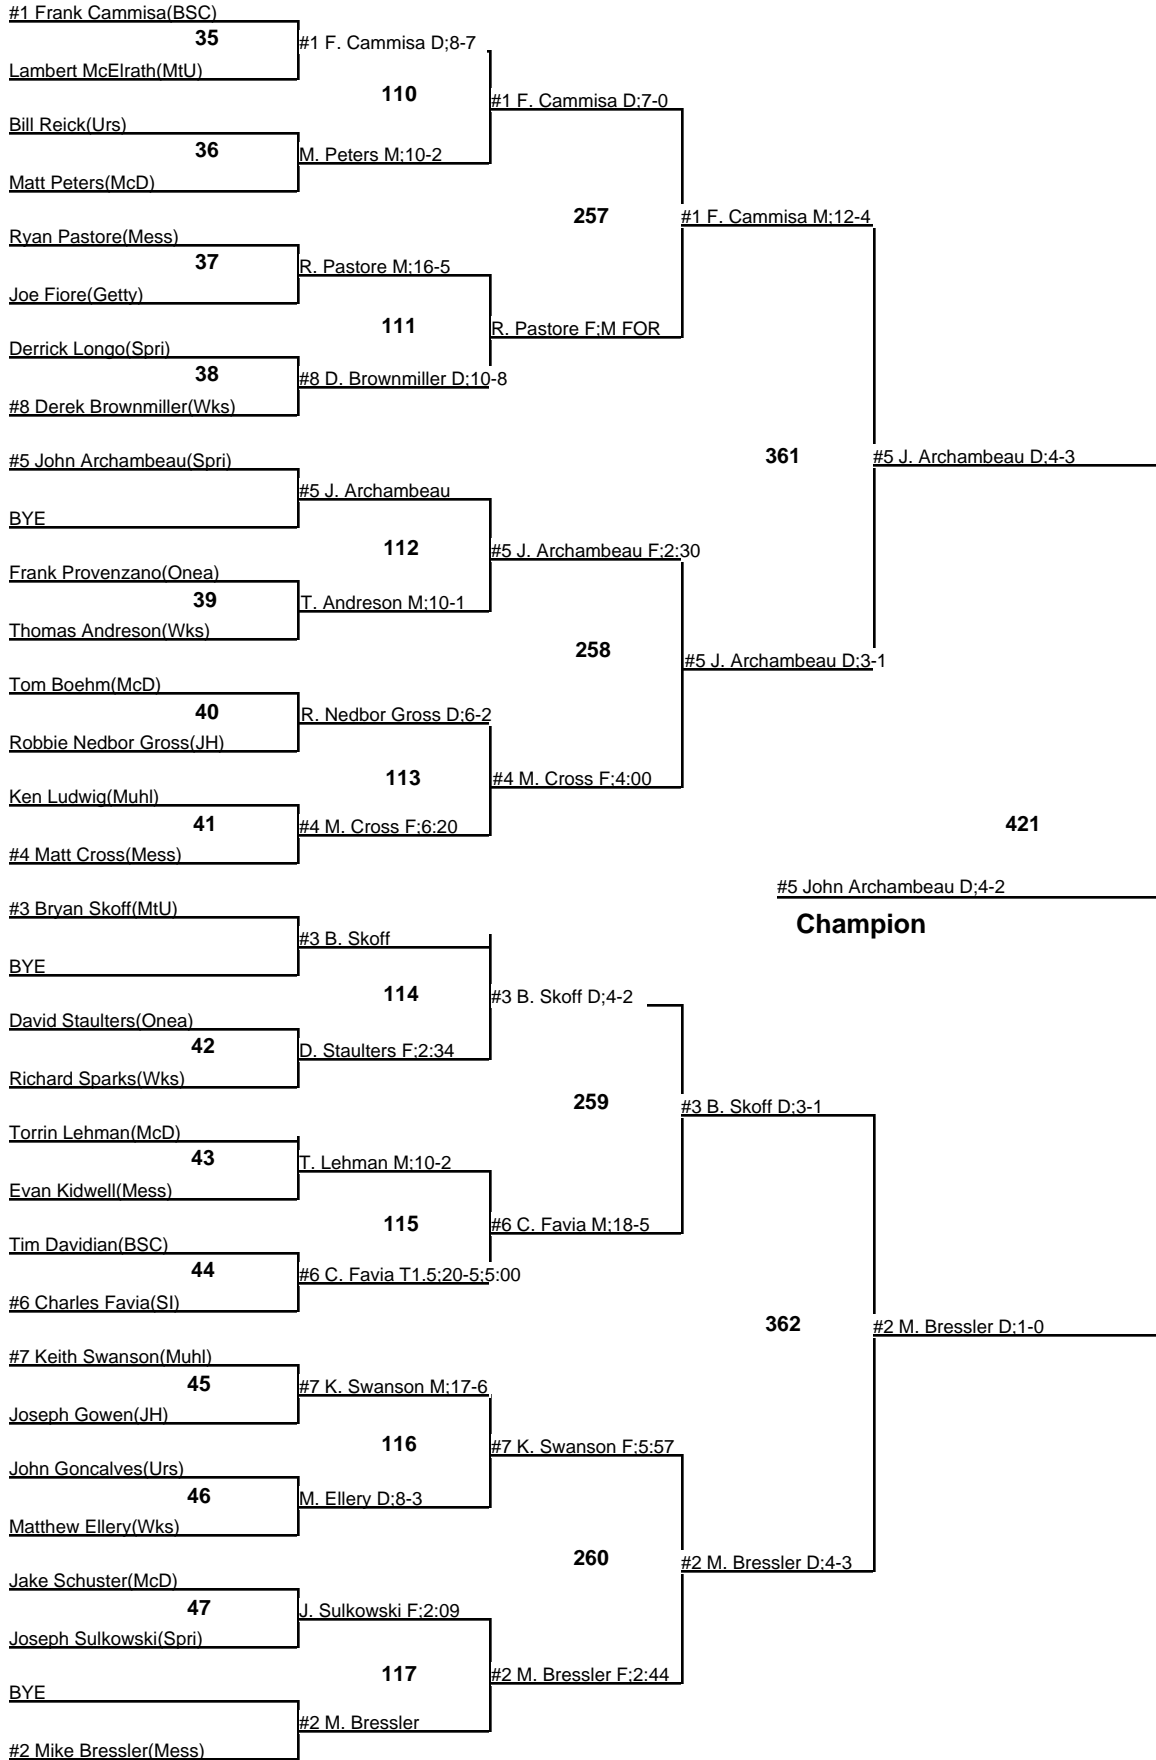 #1 Frank Cammisa(BSC)
35
#1 F. Cammisa D;8-7
Lambert McElrath(MtU)
110
#1 F. Cammisa D;7-0
Bill Reick(Urs)
36
M. Peters M;10-2
Matt Peters(McD)
257
#1 F. Cammisa M;12-4
Ryan Pastore(Mess)
37
R. Pastore M;16-5
Joe Fiore(Getty)
111
R. Pastore F;M FOR
Derrick Longo(Spri)
38
#8 D. Brownmiller D;10-8
#8 Derek Brownmiller(Wks)
361
#5 J. Archambeau D;4-3
#5 John Archambeau(Spri)
#5 J. Archambeau
BYE
112
#5 J. Archambeau F;2:30
Frank Provenzano(Onea)
39
T. Andreson M;10-1
Thomas Andreson(Wks)
258
#5 J. Archambeau D;3-1
Tom Boehm(McD)
40
R. Nedbor Gross D;6-2
Robbie Nedbor Gross(JH)
113
#4 M. Cross F;4:00
Ken Ludwig(Muhl)
41
#4 M. Cross F;6:20
#4 Matt Cross(Mess)
421
#5 John Archambeau D;4-2
Champion
#3 Bryan Skoff(MtU)
#3 B. Skoff
BYE
114
#3 B. Skoff D;4-2
David Staulters(Onea)
42
D. Staulters F;2:34
Richard Sparks(Wks)
259
#3 B. Skoff D;3-1
Torrin Lehman(McD)
43
T. Lehman M;10-2
Evan Kidwell(Mess)
115
#6 C. Favia M;18-5
Tim Davidian(BSC)
44
#6 C. Favia T1.5;20-5;5:00
#6 Charles Favia(SI)
362
#2 M. Bressler D;1-0
#7 Keith Swanson(Muhl)
45
#7 K. Swanson M;17-6
Joseph Gowen(JH)
116
#7 K. Swanson F;5:57
John Goncalves(Urs)
46
M. Ellery D;8-3
Matthew Ellery(Wks)
260
#2 M. Bressler D;4-3
Jake Schuster(McD)
47
J. Sulkowski F;2:09
Joseph Sulkowski(Spri)
117
#2 M. Bressler F;2:44
BYE
#2 M. Bressler
#2 Mike Bressler(Mess)